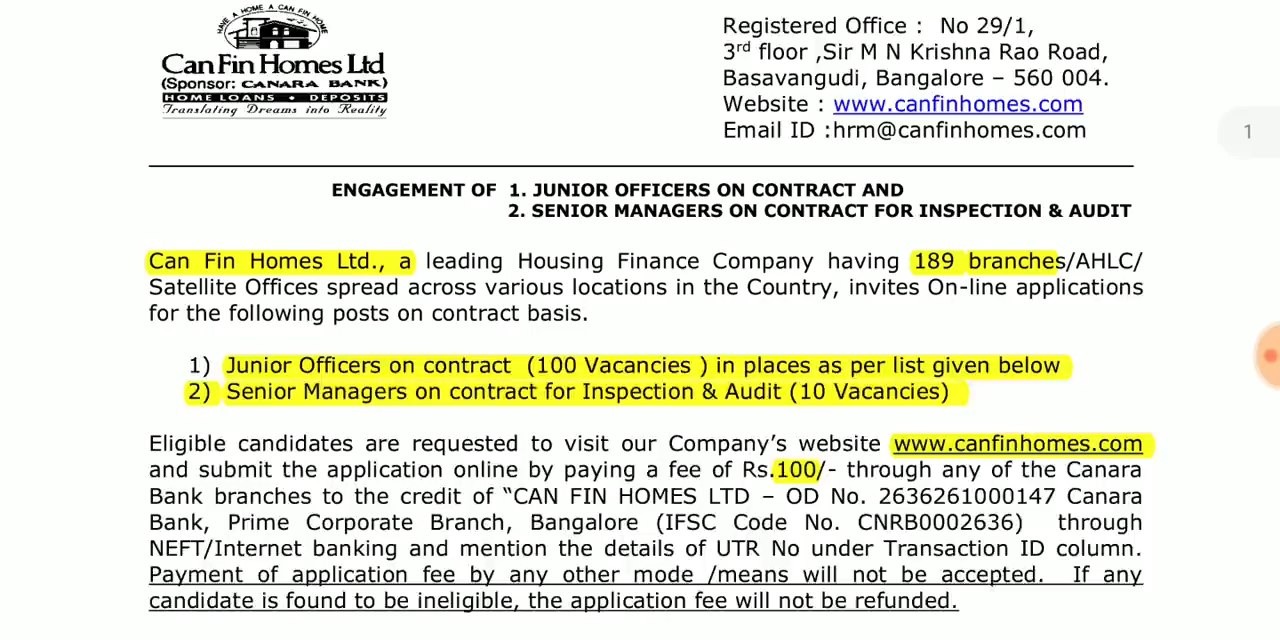 HAVE A HOME A CAN FIN HOME
Can Fin Homes Ltd
(Sponsor: CANARA BANK)
HOME LOANS • DEPOSITS
Translating Dreams into Reality
Registered Office : No 29/1,
3rd floor ,Sir M N Krishna Rao Road,
Basavangudi, Bangalore – 560 004.
Website : www.canfinhomes.com
Email ID :hrm@canfinhomes.com
1
ENGAGEMENT OF 1. JUNIOR OFFICERS ON CONTRACT AND
2. SENIOR MANAGERS ON CONTRACT FOR INSPECTION & AUDIT
Can Fin Homes Ltd., a leading Housing Finance Company having 189 branches/AHLC/
Satellite Offices spread across various locations in the Country, invites On-line applications
for the following posts on contract basis.
1) Junior Officers on contract (100 Vacancies ) in places as per list given below
2) Senior Managers on contract for Inspection & Audit (10 Vacancies)
Eligible candidates are requested to visit our Company’s website www.canfinhomes.com
and submit the application online by paying a fee of Rs.100/- through any of the Canara
Bank branches to the credit of “CAN FIN HOMES LTD – OD No. 2636261000147 Canara
Bank, Prime Corporate Branch, Bangalore (IFSC Code No. CNRB0002636) through
NEFT/Internet banking and mention the details of UTR No under Transaction ID column.
Payment of application fee by any other mode /means will not be accepted. If any
candidate is found to be ineligible, the application fee will not be refunded.